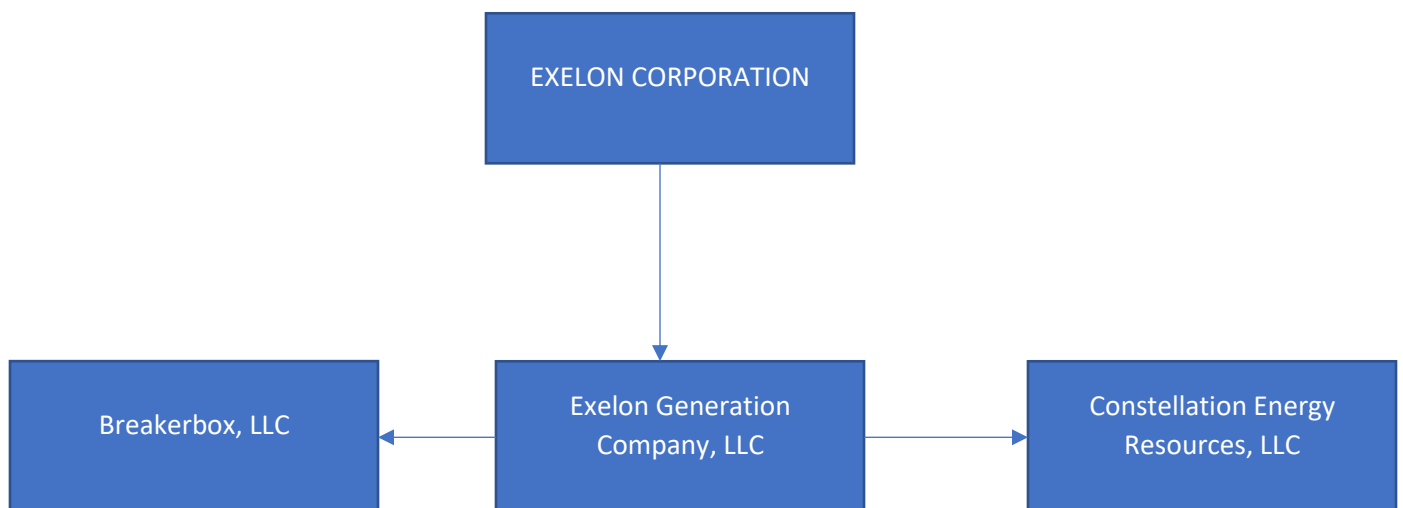 EXELON CORPORATION
Breakerbox, LLC
Exelon Generation
Company, LLC
Constellation Energy
Resources, LLC